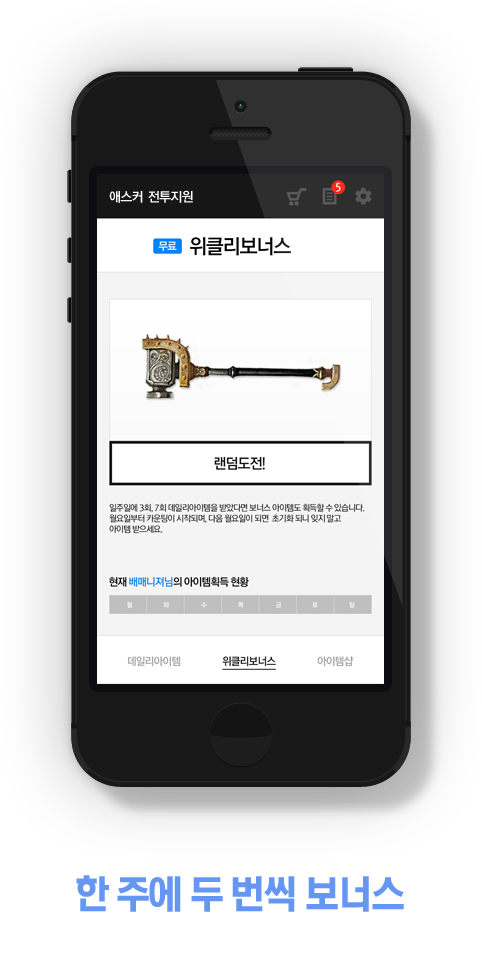 애스커 전투지원
5
무료 위클리보너스
랜덤도전!
일주일에 3회, 7회 데일리아이템을 받았다면 보너스 아이템도 획득할 수 있습니다.
월요일부터 카운팅이 시작되며, 다음 월요일이 되면 초기화 되니 잊지 말고
아이템 받으세요.
현재 배매니져님의 아이템획득 현황
월 화 수 목 금 토 일
데일리아이템 위클리보너스 아이템샵
한 주에 두 번씩 보너스